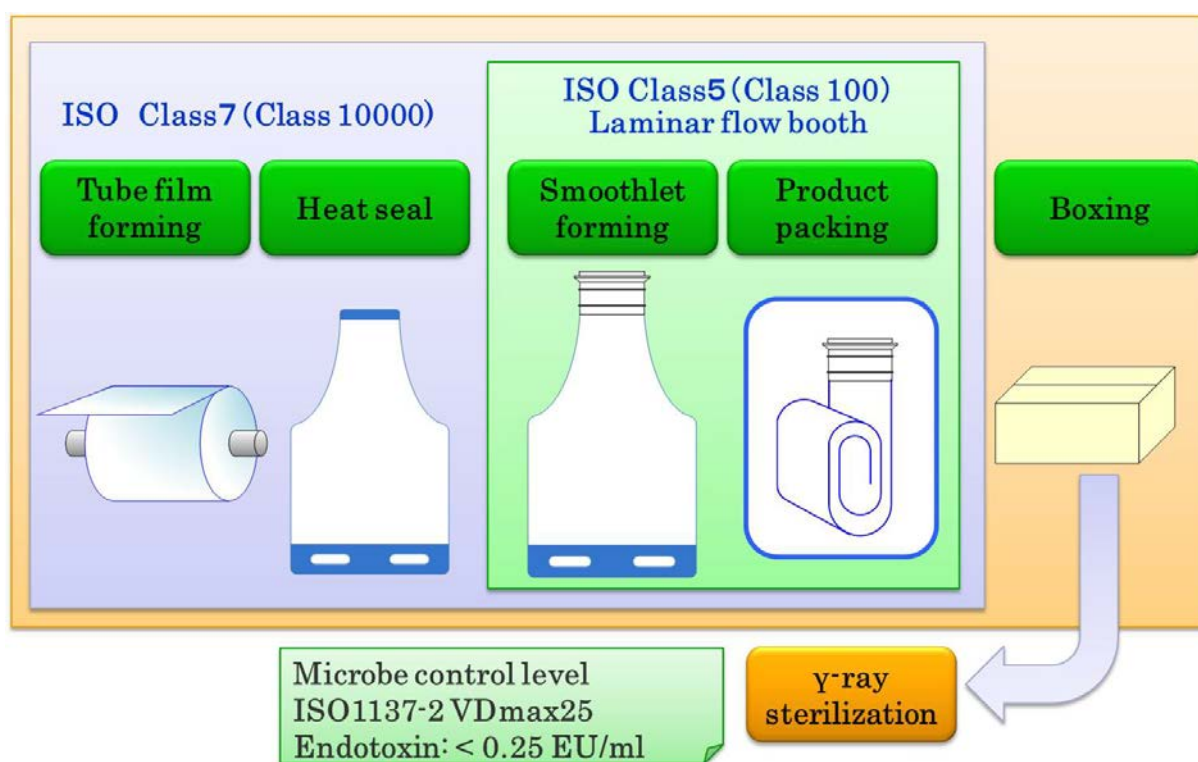 ISO Class7 (Class 10000)
ISO Class5 (Class 100)
Laminar flow booth
Tube film
forming
Heat seal
Smoothlet
forming
Product
packing
Boxing
Microbe control level
ISO1137-2 VDmax25
Endotoxin: < 0.25 EU/ml
γ-ray
sterilization